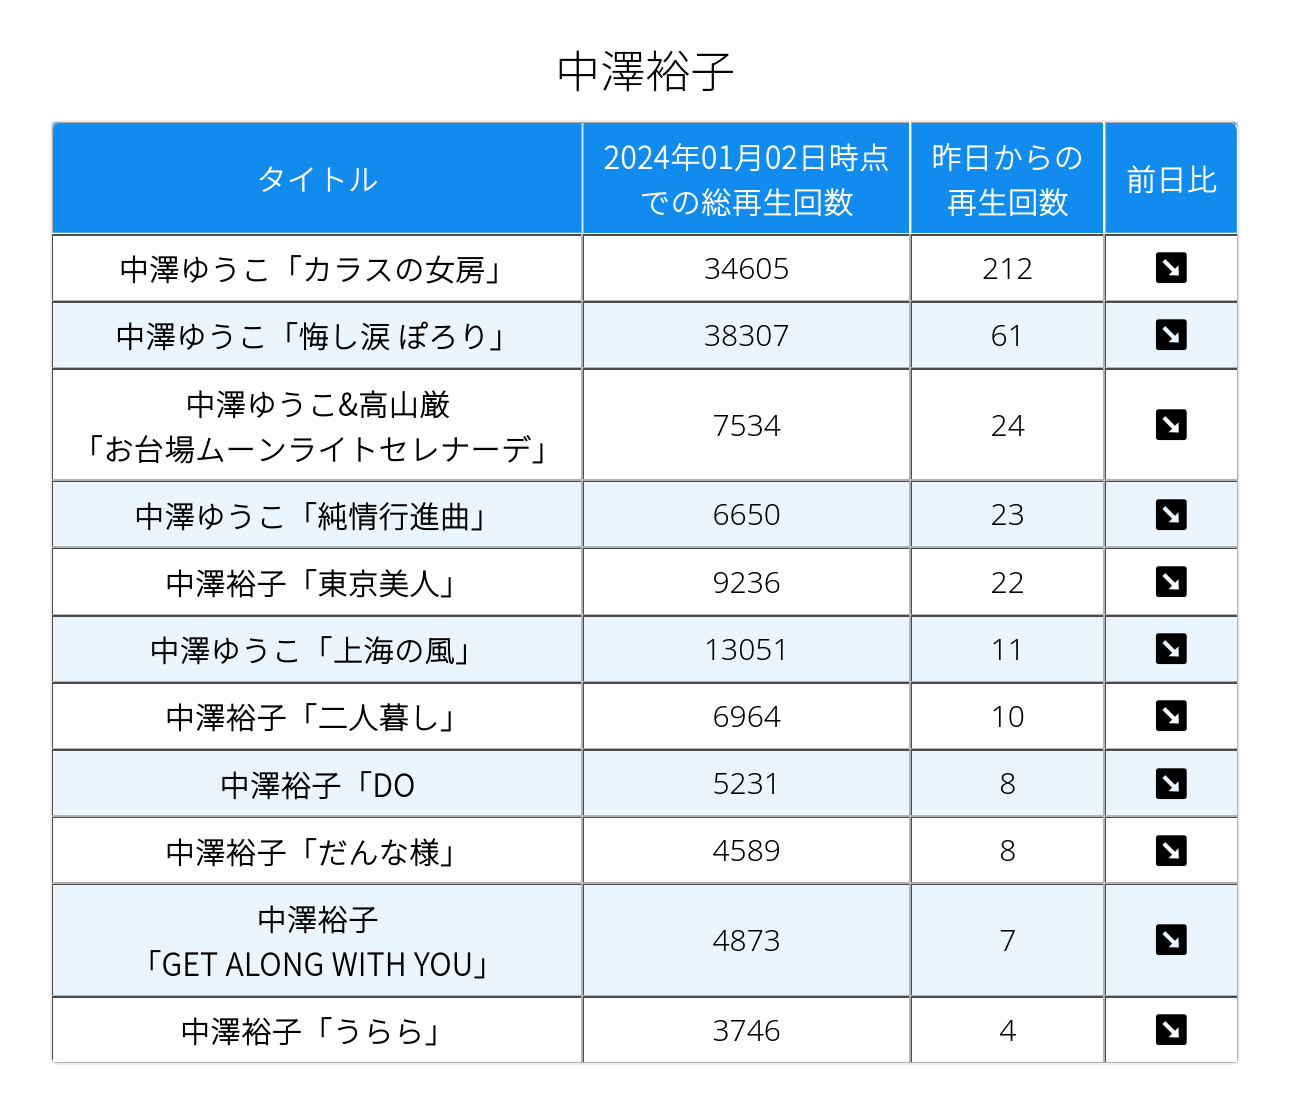 中澤裕子
タイトル
2024年01月02日時点
での総再生回数
昨日からの
再生回数
前日比
中澤ゆうこ「カラスの女房」
34605
212
中澤ゆうこ「悔し涙 ぽろり」
38307
61
中澤ゆうこ&高山厳
「お台場ムーンライトセレナーデ」
7534
24
中澤ゆうこ「純情行進曲」
6650
23
中澤裕子「東京美人」
9236
22
中澤ゆうこ「上海の風」
13051
11
中澤裕子「二人暮し」
6964
10
中澤裕子「DO
5231
8
中澤裕子「だんな様」
4589
8
中澤裕子
「GET ALONG WITH YOU」
4873
7
中澤裕子「うらら」
3746
4